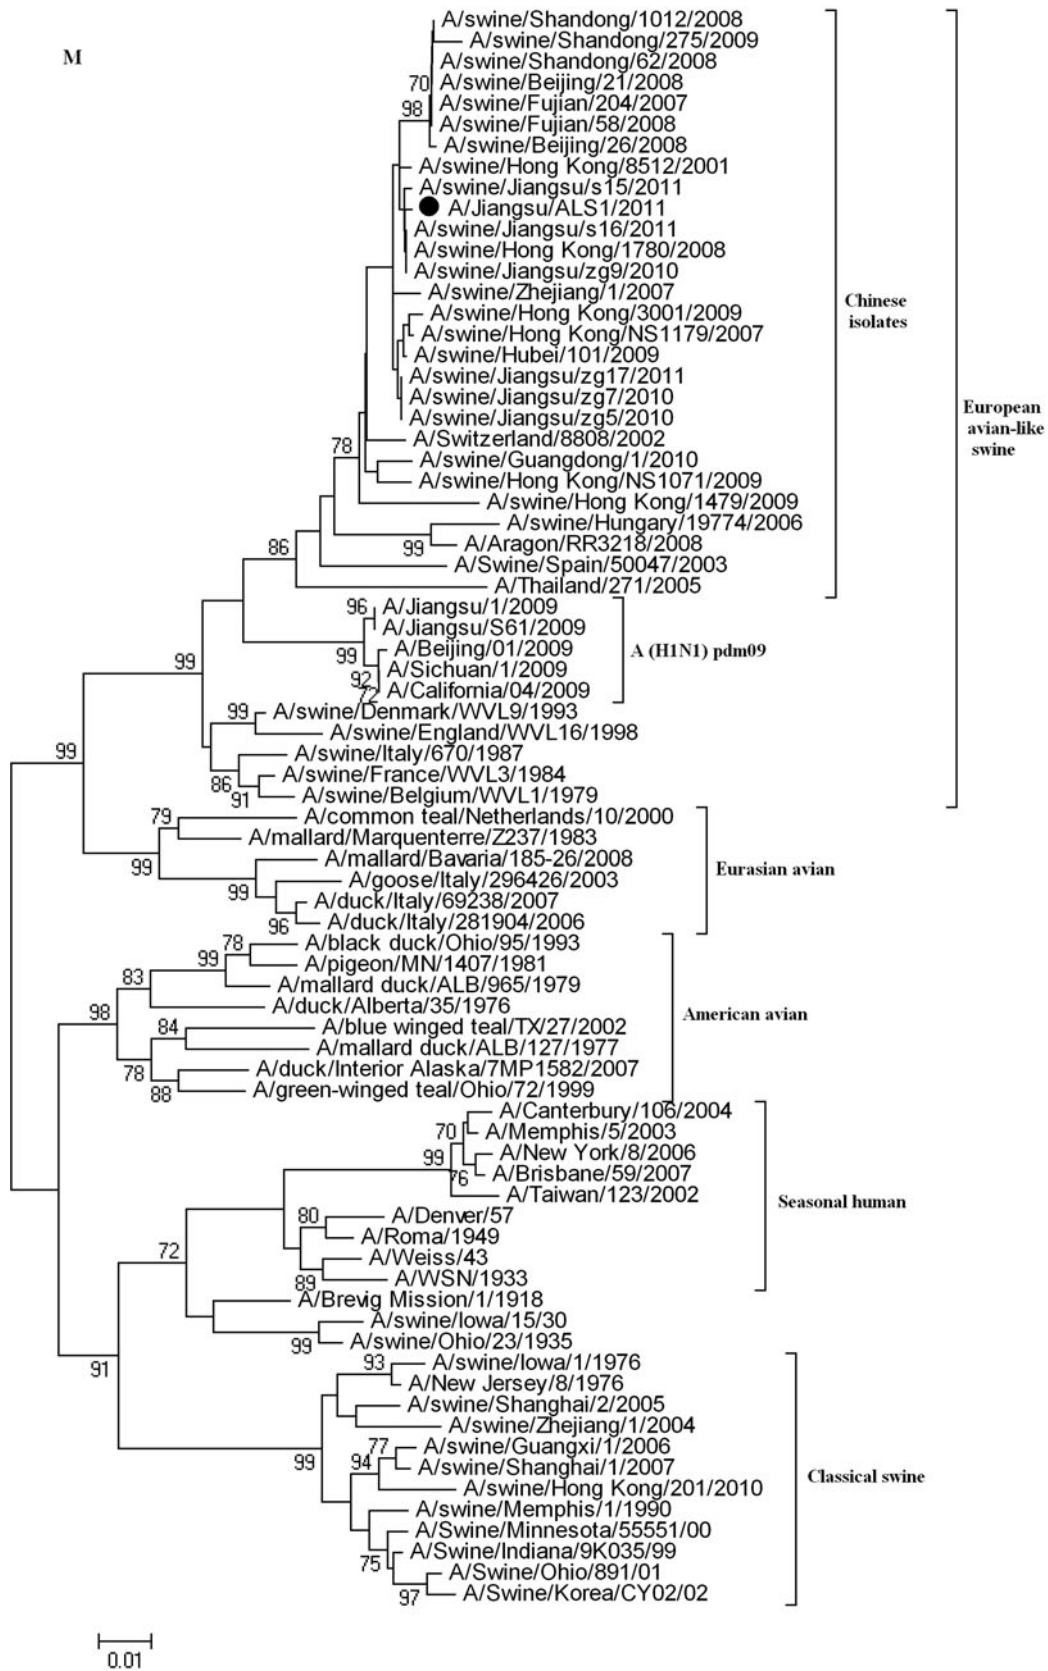 M
A/swine/Shandong/1012/2008
A/swine/Shandong/275/2009
A/swine/Shandong/62/2008
70
A/swine/Beijing/21/2008
98
A/swine/Fujian/204/2007
A/swine/Fujian/58/2008
A/swine/Beijing/26/2008
A/swine/Hong Kong/8512/2001
A/swine/Jiangsu/s15/2011
A/Jiangsu/ALS1/2011
A/swine/Jiangsu/s16/2011
A/swine/Hong Kong/1780/2008
A/swine/Jiangsu/zg9/2010
A/swine/Zhejiang/1/2007
Chinese
isolates
A/swine/Hong Kong/3001/2009
A/swine/Hong Kong/NS1179/2007
A/swine/Hubei/101/2009
A/swine/Jiangsu/zg17/2011
A/swine/Jiangsu/zg7/2010
A/swine/Jiangsu/zg5/2010
European
avian-like
swine
78
A/Switzerland/8808/2002
A/swine/Guangdong/1/2010
A/swine/Hong Kong/NS1071/2009
A/swine/Hong Kong/1479/2009
A/swine/Hungary/19774/2006
99
A/Aragon/RR3218/2008
86
A/Swine/Spain/50047/2003
A/Thailand/271/2005
96
A/Jiangsu/1/2009
A/Jiangsu/S61/2009
99
A/Beijing/01/2009
A (H1N1) pdm09
92
A/Sichuan/1/2009
72
A/California/04/2009
99
99
A/swine/Denmark/WVL9/1993
A/swine/England/WVL16/1998
99
A/swine/Italy/670/1987
86
A/swine/France/WVL3/1984
91
A/swine/Belgium/WVL1/1979
79
A/common teal/Netherlands/10/2000
A/mallard/Marquenterre/Z237/1983
99
A/mallard/Bavaria/185-26/2008
Eurasian avian
99
A/goose/Italy/296426/2003
A/duck/Italy/69238/2007
96
A/duck/Italy/281904/2006
78
A/black duck/Ohio/95/1993
99
A/pigeon/MN/1407/1981
83
A/mallard duck/ALB/965/1979
98
A/duck/Alberta/35/1976
American avian
84
A/blue winged teal/TX/27/2002
A/mallard duck/ALB/127/1977
78
A/duck/Interior Alaska/7MP1582/2007
88
A/green-winged teal/Ohio/72/1999
A/Canterbury/106/2004
70
A/Memphis/5/2003
99
A/New York/8/2006
76
A/Brisbane/59/2007
A/Taiwan/123/2002
Seasonal human
80
A/Denver/57
A/Roma/1949
72
A/Weiss/43
89
A/WSN/1933
A/Brevig Mission/1/1918
A/swine/Iowa/15/30
99
A/swine/Ohio/23/1935
91
93
A/swine/Iowa/1/1976
A/New Jersey/8/1976
A/swine/Shanghai/2/2005
A/swine/Zhejiang/1/2004
77
A/swine/Guangxi/1/2006
99
94
A/swine/Shanghai/1/2007
Classical swine
A/swine/Hong Kong/201/2010
A/swine/Memphis/1/1990
A/Swine/Minnesota/55551/00
75
A/Swine/Indiana/9K035/99
A/Swine/Ohio/891/01
97
A/Swine/Korea/CY02/02
0.01